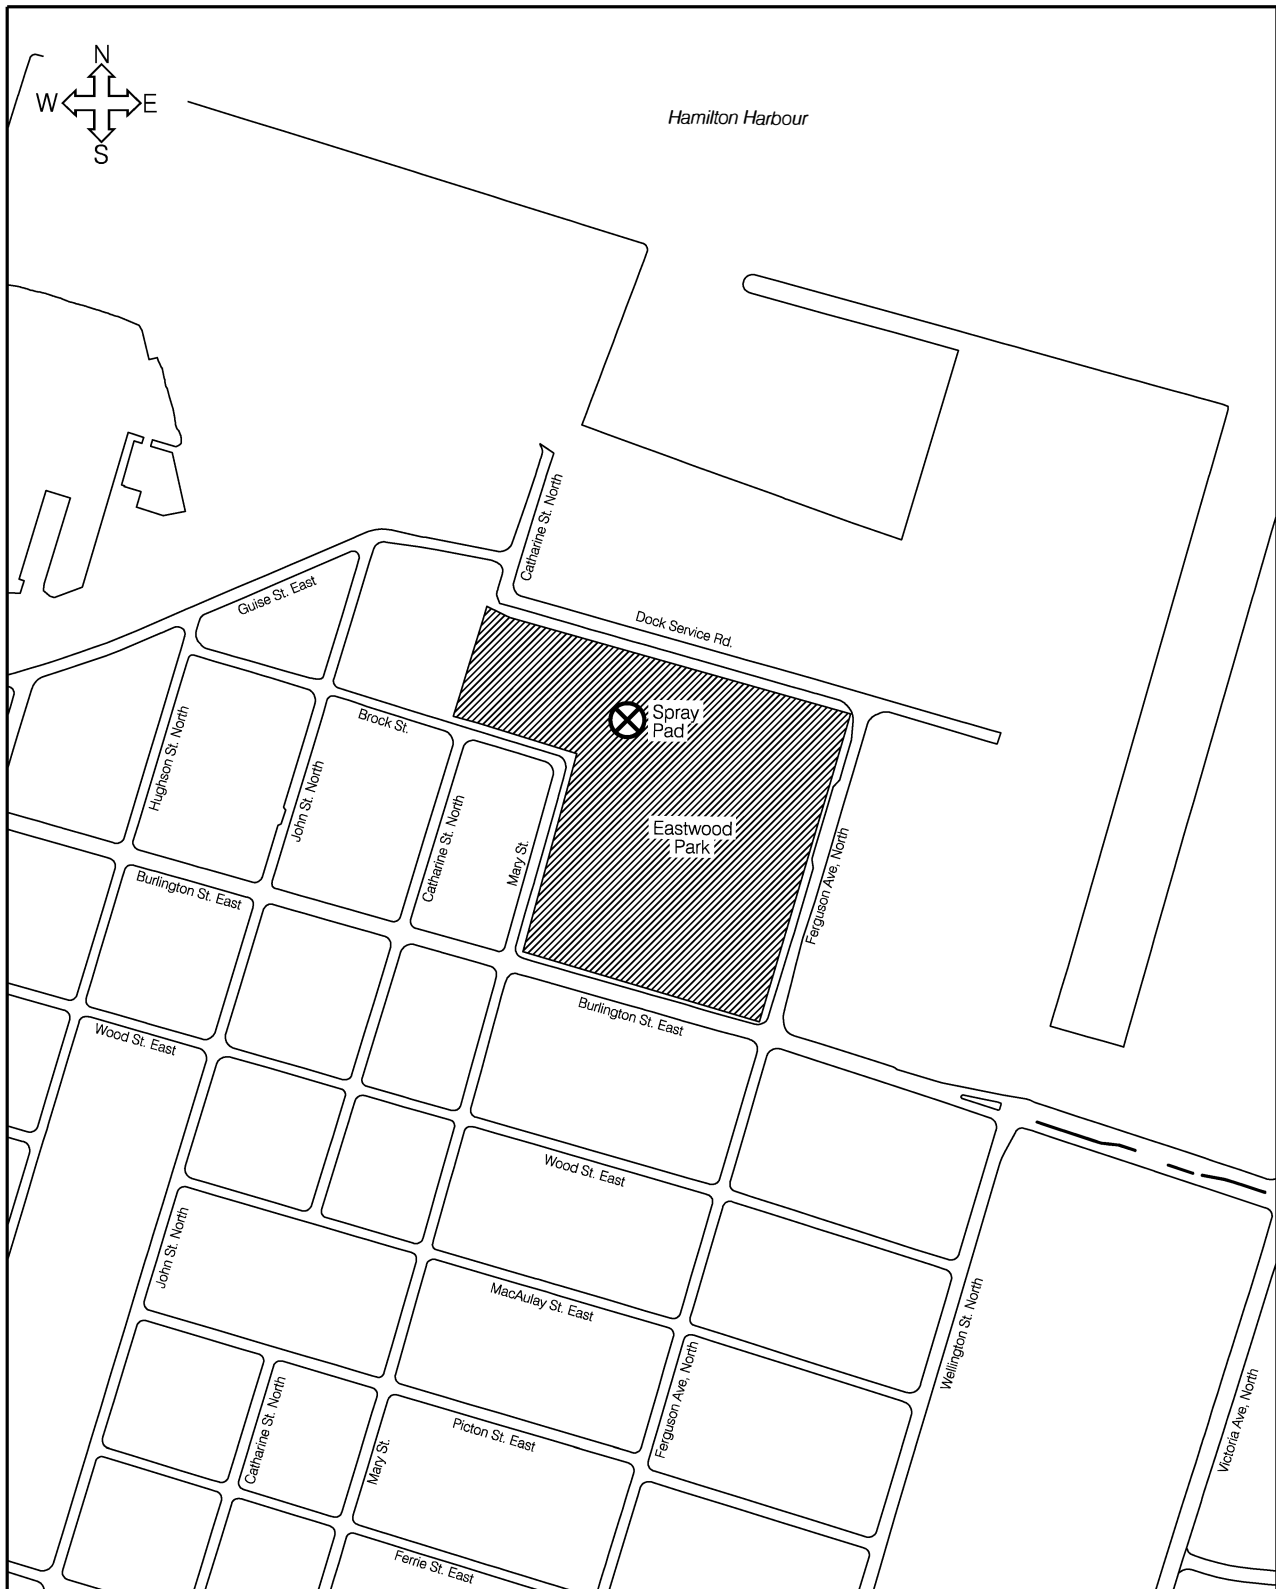 N
W E
S
Hamilton Harbour
Catharine St. North
Guise St. East
Dock Service Rd.
Brock St.
Spray
Pad
Hughson St. North
John St. North
Catharine St. North
Mary St.
Eastwood
Park
Ferguson Ave, North
Burlington St. East
Burlington St. East
Wood St. East
Wood St. East
John St. North
MacAulay St. East
Wellington St. North
Ferguson Ave, North
Catharine St. North
Mary St.
Picton St. East
Victoria Ave, North
Ferrie St. East